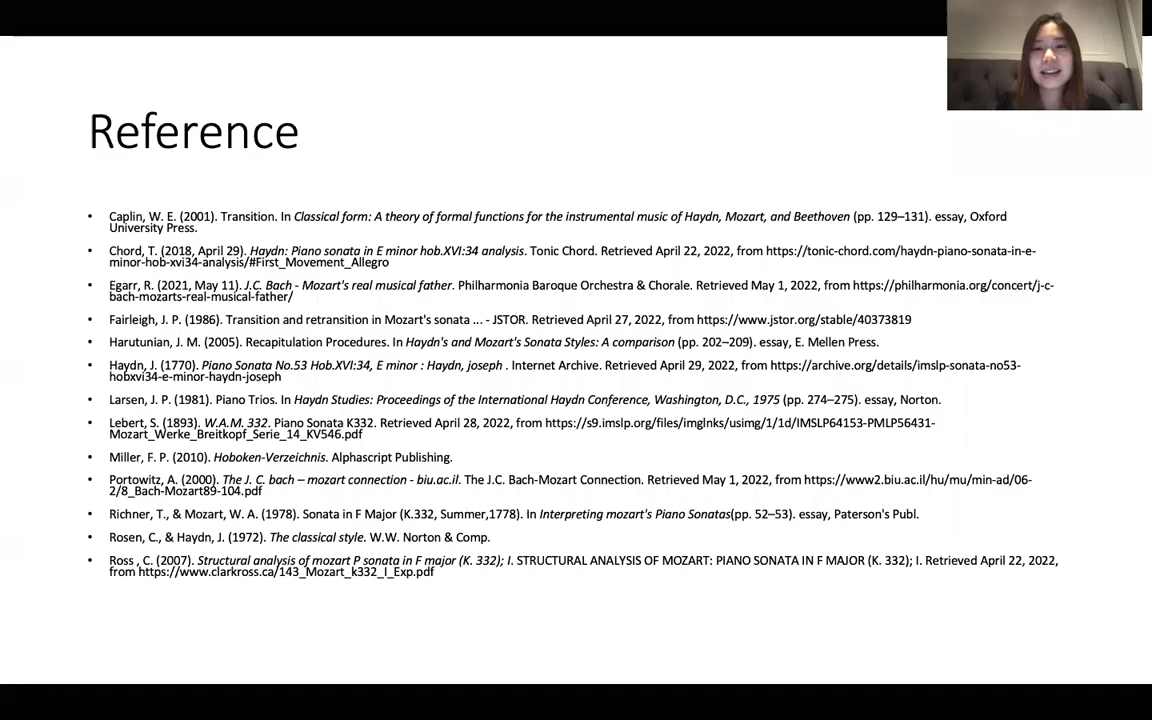 Reference
• Caplin, W. E. (2001). Transition. In Classical form: A theory of formal functions for the instrumental music of Haydn, Mozart, and Beethoven (pp. 129–131). essay, Oxford
University Press.
• Chord, T. (2018, April 29). Haydn: Piano sonata in E minor hob.XVI:34 analysis. Tonic Chord. Retrieved April 22, 2022, from https://tonic-chord.com/haydn-piano-sonata-in-e-
minor-hob-xvi34-analysis/#First_Movement_Allegro
• Egarr, R. (2021, May 11). J.C. Bach - Mozart's real musical father. Philharmonia Baroque Orchestra & Chorale. Retrieved May 1, 2022, from https://philharmonia.org/concert/j-c-
bach-mozarts-real-musical-father/
• Fairleigh, J. P. (1986). Transition and retransition in Mozart's sonata ... - JSTOR. Retrieved April 27, 2022, from https://www.jstor.org/stable/40373819
• Harutunian, J. M. (2005). Recapitulation Procedures. In Haydn's and Mozart's Sonata Styles: A comparison (pp. 202–209). essay, E. Mellen Press.
• Haydn, J. (1770). Piano Sonata No.53 Hob.XVI:34, E minor : Haydn, joseph . Internet Archive. Retrieved April 29, 2022, from https://archive.org/details/imslp-sonata-no53-
hobxvi34-e-minor-haydn-joseph
• Larsen, J. P. (1981). Piano Trios. In Haydn Studies: Proceedings of the International Haydn Conference, Washington, D.C., 1975 (pp. 274–275). essay, Norton.
• Lebert, S. (1893). W.A.M. 332. Piano Sonata K332. Retrieved April 28, 2022, from https://s9.imslp.org/files/imglnks/usimg/1/1d/IMSLP64153-PMLP56431-
Mozart_Werke_Breitkopf_Serie_14_KV546.pdf
• Miller, F. P. (2010). Hoboken-Verzeichnis. Alphascript Publishing.
• Portowitz, A. (2000). The J. C. bach – mozart connection - biu.ac.il. The J.C. Bach-Mozart Connection. Retrieved May 1, 2022, from https://www2.biu.ac.il/hu/mu/min-ad/06-
2/8_Bach-Mozart89-104.pdf
• Richner, T., & Mozart, W. A. (1978). Sonata in F Major (K.332, Summer,1778). In Interpreting mozart's Piano Sonatas(pp. 52–53). essay, Paterson's Publ.
• Rosen, C., & Haydn, J. (1972). The classical style. W.W. Norton & Comp.
• Ross , C. (2007). Structural analysis of mozart P sonata in F major (K. 332); I. STRUCTURAL ANALYSIS OF MOZART: PIANO SONATA IN F MAJOR (K. 332); I. Retrieved April 22, 2022,
from https://www.clarkross.ca/143_Mozart_k332_I_Exp.pdf